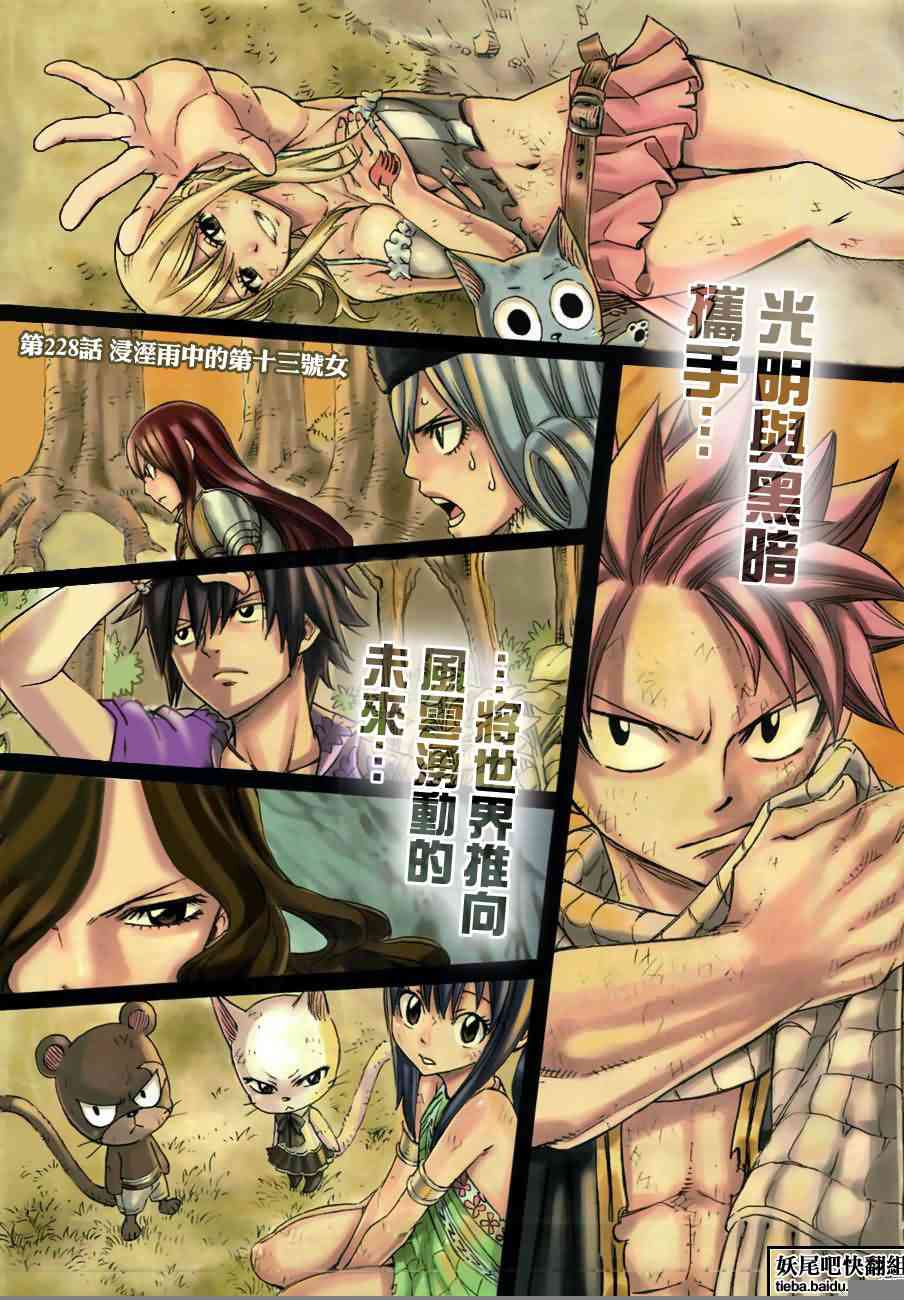 光明與黑暗
攜手…
第228話 浸溼雨中的第十三號女
…將世界推向
風雲湧動的
未來…
妖尾吧快翻組
tieba.baidu.